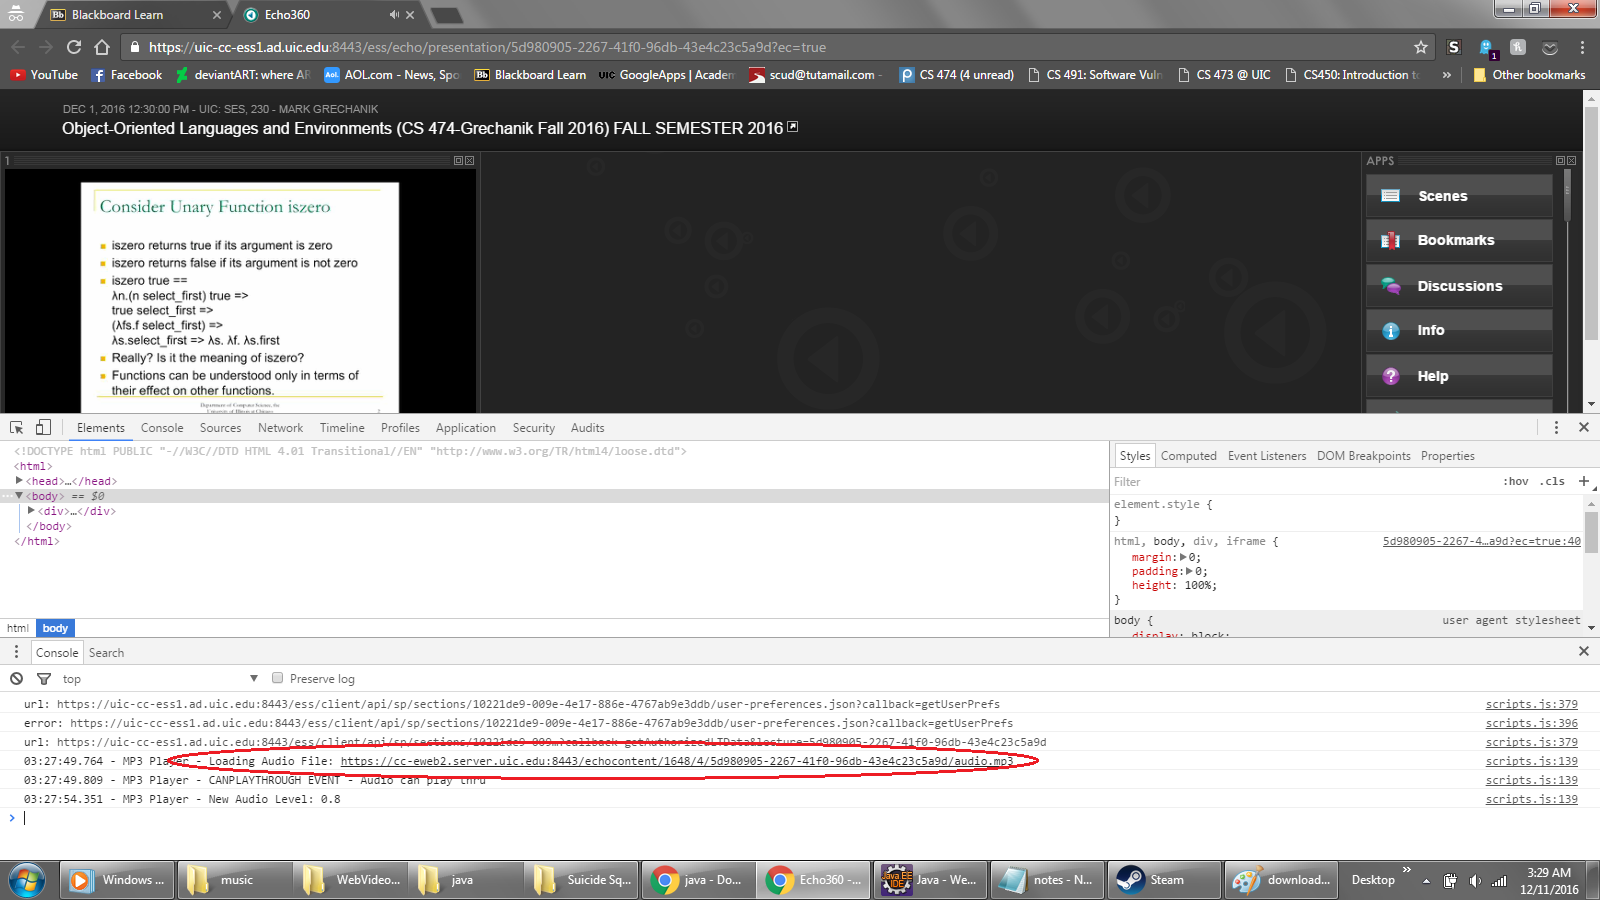 Blackboard Learn
Echo360
https://uic-cc-ess1.ad.uic.edu:8443/ess/echo/presentation/5d980905-2267-41f0-96db-43e4c23c5a9d?ec=true
YouTube
Facebook
deviantART: where AR
AOL.com - News, Spo
Blackboard Learn
GoogleApps | Academ
scud@tutamail.com -
CS 474 (4 unread)
CS 491: Software Vuln
CS 473 @ UIC
CS450: Introduction to
»
Other bookmarks
DEC 1, 2016 12:30:00 PM - UIC: SES, 230 - MARK GRECHANIK
Object-Oriented Languages and Environments (CS 474-Grechanik Fall 2016) FALL SEMESTER 2016
1
APPS
Consider Unary Function iszero
iszero returns true if its argument is zero
iszero returns false if its argument is not zero
iszero true ==
λn.(n select_first) true =>
true select_first =>
(λfs.f select_first) =>
λs.select_first => λs. λf. λs.first
Really? Is it the meaning of iszero?
Functions can be understood only in terms of
their effect on other functions.
Department of Computer Science, the
University of Illinois at Chicago
2
Scenes
Bookmarks
Discussions
Info
Help
Elements Console Sources Network Timeline Profiles Application Security Audits
<!DOCTYPE html PUBLIC "-//W3C//DTD HTML 4.01 Transitional//EN" "http://www.w3.org/TR/html4/loose.dtd">
<html>
<head>…</head>
<body> == $0
<div>…</div>
</body>
</html>
html body
Styles Computed Event Listeners DOM Breakpoints Properties
Filter :hov .cls +
element.style {
}
html, body, div, iframe { 5d980905-2267-4…a9d?ec=true:40
margin: 0;
padding: 0;
height: 100%;
}
body { user agent stylesheet
display: block;
Console Search
top Preserve log
url: https://uic-cc-ess1.ad.uic.edu:8443/ess/client/api/sp/sections/10221de9-009e-4e17-886e-4767ab9e3ddb/user-preferences.json?callback=getUserPrefs scripts.js:379
error: https://uic-cc-ess1.ad.uic.edu:8443/ess/client/api/sp/sections/10221de9-009e-4e17-886e-4767ab9e3ddb/user-preferences.json?callback=getUserPrefs scripts.js:396
url: https://uic-cc-ess1.ad.uic.edu:8443/ess/client/api/sp/sections/10221de9-009…?callback=getAuthorizedLTData&lecture=5d980905-2267-41f0-96db-43e4c23c5a9d scripts.js:379
03:27:49.764 - MP3 Player - Loading Audio File: https://cc-eweb2.server.uic.edu:8443/echocontent/1648/4/5d980905-2267-41f0-96db-43e4c23c5a9d/audio.mp3 scripts.js:139
03:27:49.809 - MP3 Player - CANPLAYTHROUGH EVENT - Audio can play thru scripts.js:139
03:27:54.351 - MP3 Player - New Audio Level: 0.8 scripts.js:139
>
Windows ...
music
WebVideo...
java
Suicide Sq...
java - Do...
Echo360 -...
Java - We...
notes - N...
Steam
download...
Desktop
»
3:29 AM
12/11/2016